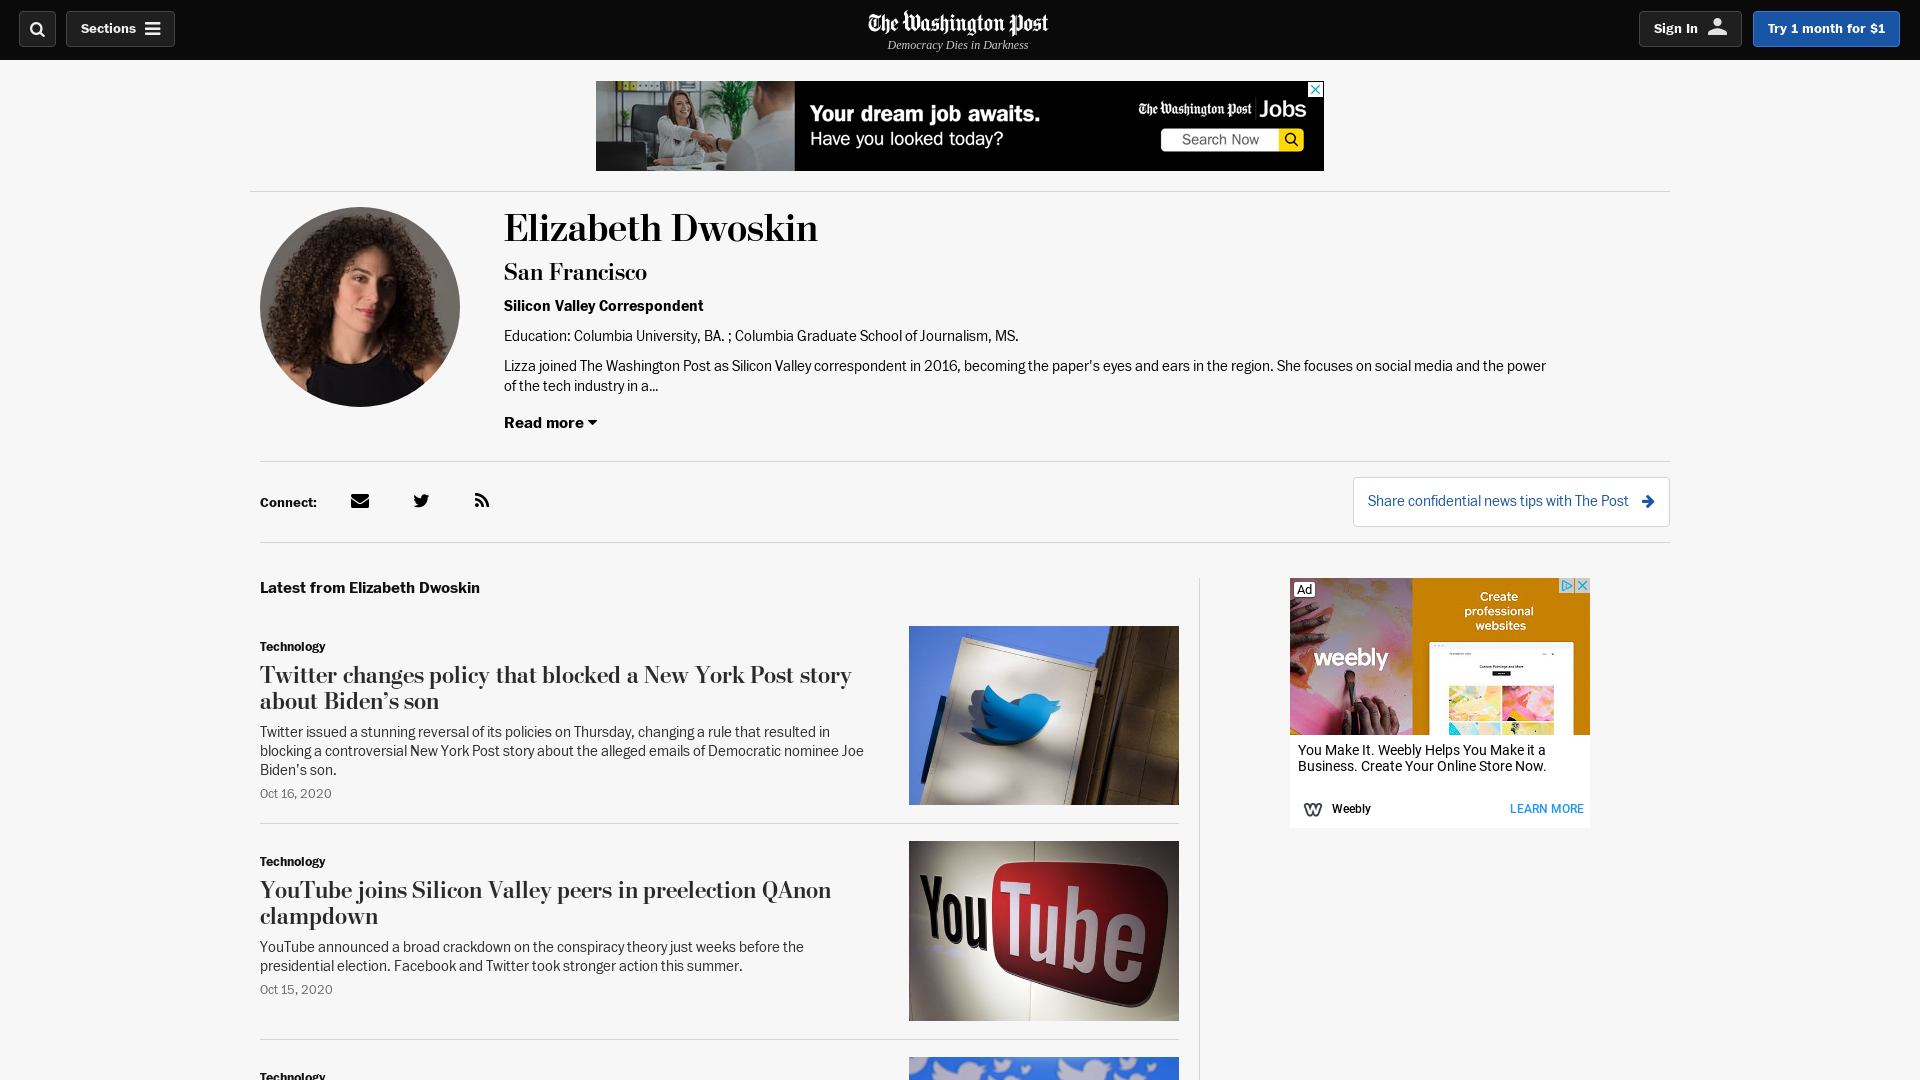 Sections
The Washington Post
Democracy Dies in Darkness
Sign In
Try 1 month for $1
Your dream job awaits.
Have you looked today?
The Washington Post Jobs
Search Now
Elizabeth Dwoskin
San Francisco
Silicon Valley Correspondent
Education: Columbia University, BA. ; Columbia Graduate School of Journalism, MS.
Lizza joined The Washington Post as Silicon Valley correspondent in 2016, becoming the paper's eyes and ears in the region. She focuses on social media and the power
of the tech industry in a...
Read more
Connect:
Share confidential news tips with The Post
Latest from Elizabeth Dwoskin
Technology
Twitter changes policy that blocked a New York Post story
about Biden’s son
Twitter issued a stunning reversal of its policies on Thursday, changing a rule that resulted in
blocking a controversial New York Post story about the alleged emails of Democratic nominee Joe
Biden’s son.
Oct 16, 2020
Technology
YouTube joins Silicon Valley peers in preelection QAnon
clampdown
YouTube announced a broad crackdown on the conspiracy theory just weeks before the
presidential election. Facebook and Twitter took stronger action this summer.
Oct 15, 2020
You Tube
Technology
Ad
Create
professional
websites
weebly
Custom Paintings and More
You Make It. Weebly Helps You Make it a
Business. Create Your Online Store Now.
Weebly
LEARN MORE